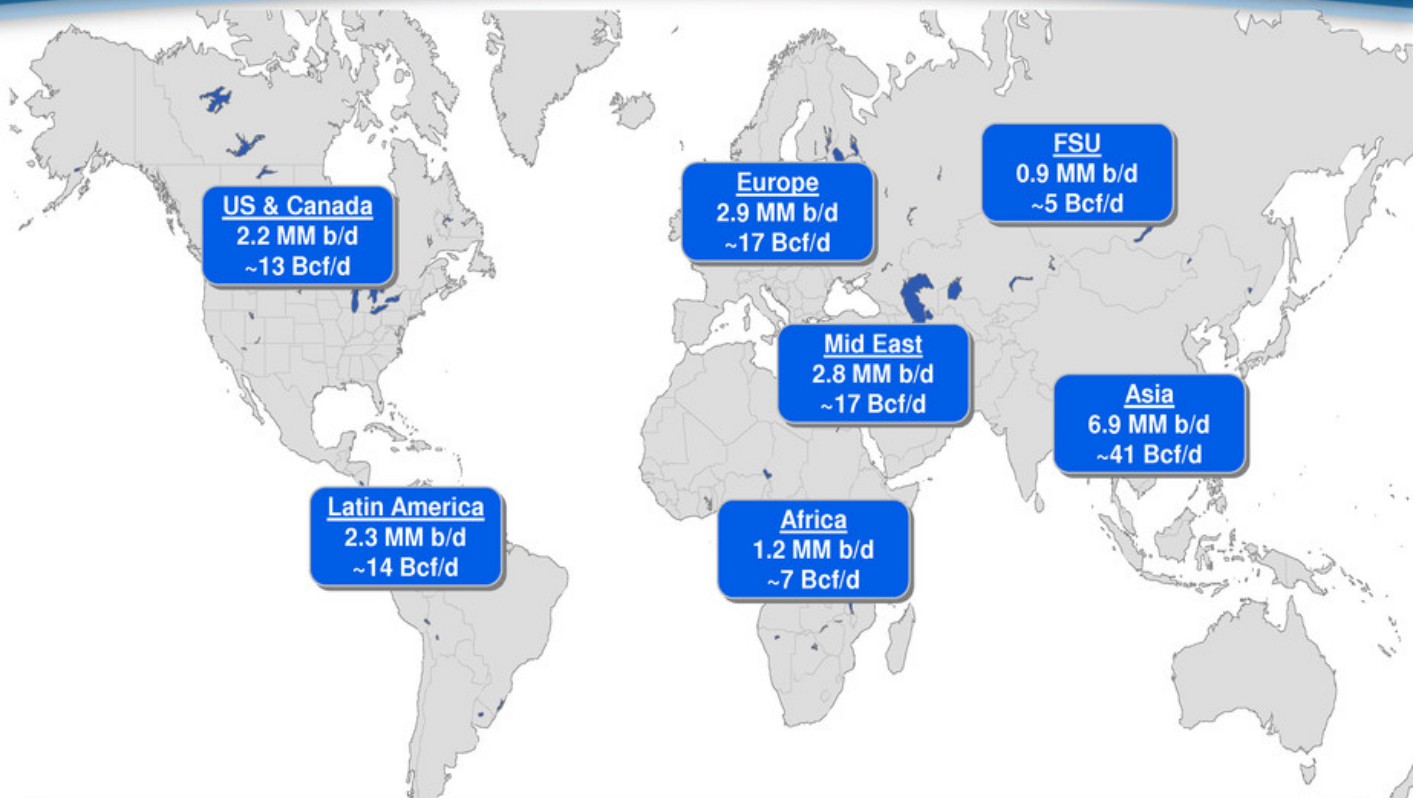 US & Canada
2.2 MM b/d
~13 Bcf/d
Europe
2.9 MM b/d
~17 Bcf/d
FSU
0.9 MM b/d
~5 Bcf/d
Mid East
2.8 MM b/d
~17 Bcf/d
Asia
6.9 MM b/d
~41 Bcf/d
Latin America
2.3 MM b/d
~14 Bcf/d
Africa
1.2 MM b/d
~7 Bcf/d